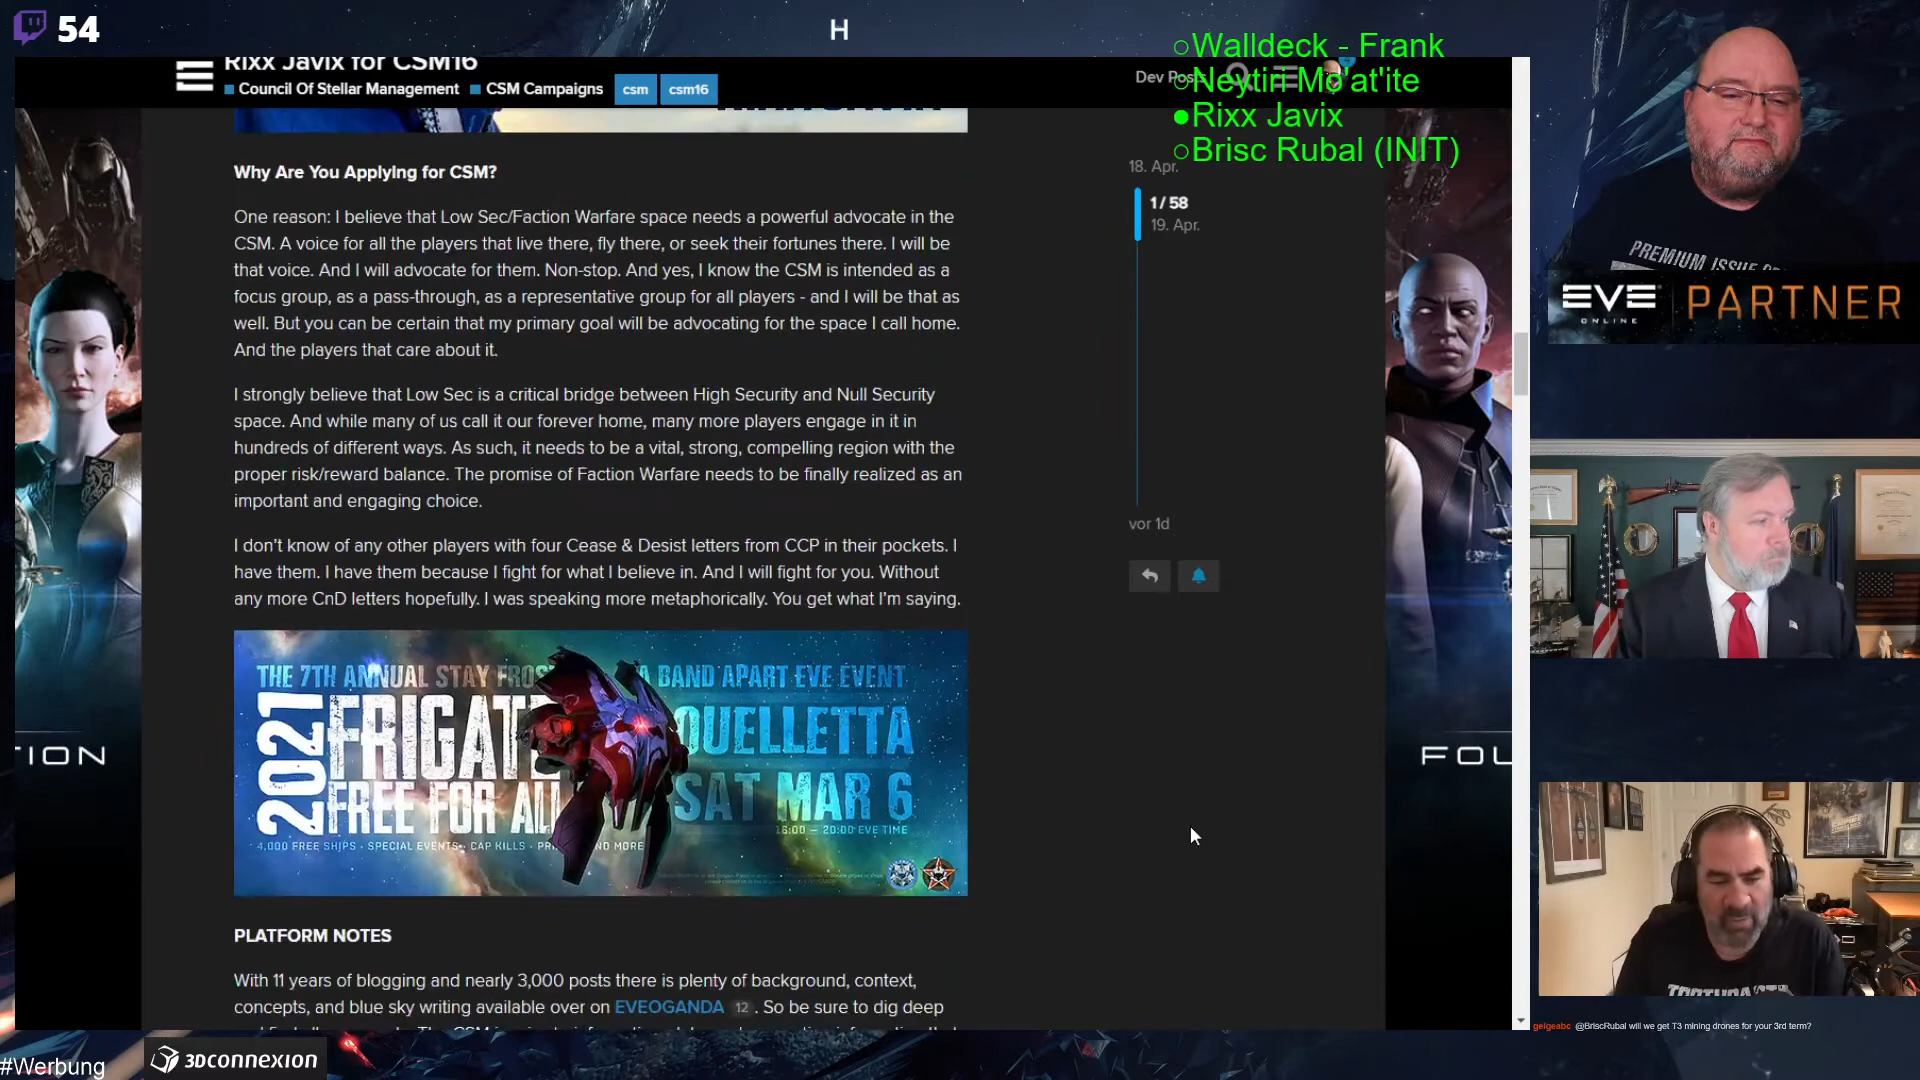 54
H
Rixx Javix for CSM16
Council Of Stellar Management
CSM Campaigns
csm
csm16
Dev Posts
○Walldeck - Frank
○Neytiri Mo'at'ite
●Rixx Javix
○Brisc Rubal (INIT)
Why Are You Applying for CSM?
One reason: I believe that Low Sec/Faction Warfare space needs a powerful advocate in the
CSM. A voice for all the players that live there, fly there, or seek their fortunes there. I will be
that voice. And I will advocate for them. Non-stop. And yes, I know the CSM is intended as a
focus group, as a pass-through, as a representative group for all players - and I will be that as
well. But you can be certain that my primary goal will be advocating for the space I call home.
And the players that care about it.
I strongly believe that Low Sec is a critical bridge between High Security and Null Security
space. And while many of us call it our forever home, many more players engage in it in
hundreds of different ways. As such, it needs to be a vital, strong, compelling region with the
proper risk/reward balance. The promise of Faction Warfare needs to be finally realized as an
important and engaging choice.
I don't know of any other players with four Cease & Desist letters from CCP in their pockets. I
have them. I have them because I fight for what I believe in. And I will fight for you. Without
any more CnD letters hopefully. I was speaking more metaphorically. You get what I'm saying.
THE 7TH ANNUAL STAY FROS A BAND APART EVE EVENT
2021
FRIGATE
FREE FOR ALL
OUELLETTA
SAT MAR 6
16:00 – 20:00 EVE TIME
4,000 FREE SHIPS · SPECIAL EVENTS · CAP KILLS · PR ND MORE
PLATFORM NOTES
With 11 years of blogging and nearly 3,000 posts there is plenty of background, context,
concepts, and blue sky writing available over on EVEOGANDA 12 . So be sure to dig deep
18. Apr.
1 / 58
19. Apr.
vor 1d
TION
FOU
PREMIUM ISSUE
EVE
ONLINE
PARTNER
gelgeabc @BriscRubal will we get T3 mining drones for your 3rd term?
#Werbung
3DCONNEXION